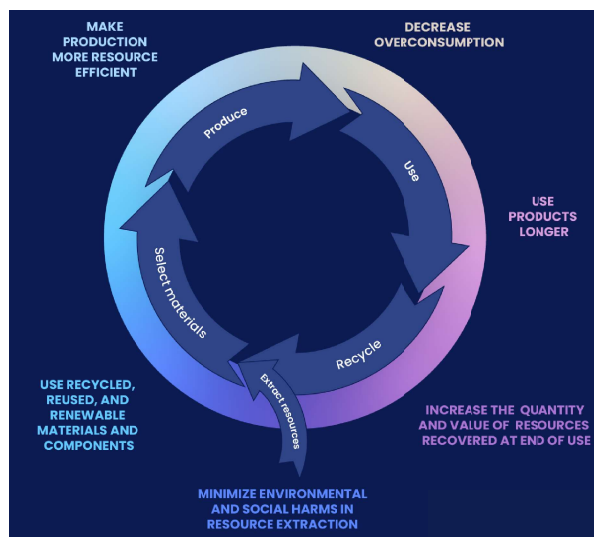 MAKE
PRODUCTION
MORE RESOURCE
EFFICIENT
DECREASE
OVERCONSUMPTION
Produce
Use
USE
PRODUCTS
LONGER
Select materials
Recycle
Extract resources
USE RECYCLED,
REUSED, AND
RENEWABLE
MATERIALS AND
COMPONENTS
INCREASE THE QUANTITY
AND VALUE OF RESOURCES
RECOVERED AT END OF USE
MINIMIZE ENVIRONMENTAL
AND SOCIAL HARMS IN
RESOURCE EXTRACTION